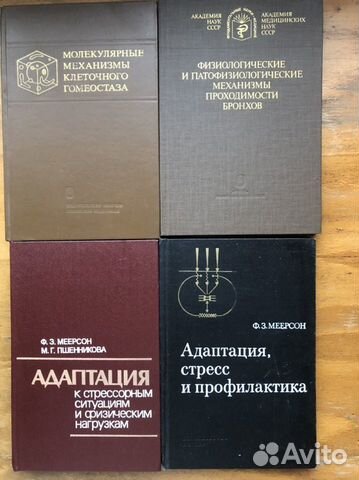 МОЛЕКУЛЯРНЫЕ
МЕХАНИЗМЫ
КЛЕТОЧНОГО
ГОМЕОСТАЗА
АКАДЕМИЯ
НАУК
СССР
АКАДЕМИЯ
МЕДИЦИНСКИХ
НАУК
СССР
ФИЗИОЛОГИЧЕСКИЕ
И ПАТОФИЗИОЛОГИЧЕСКИЕ
МЕХАНИЗМЫ
ПРОХОДИМОСТИ
БРОНХОВ
Ф. З. МЕЕРСОН
М. Г. ПШЕННИКОВА
АДАПТАЦИЯ
к стрессорным
ситуациям
и физическим
нагрузкам
Ф. З. МЕЕРСОН
Адаптация,
стресс
и профилактика
Avito